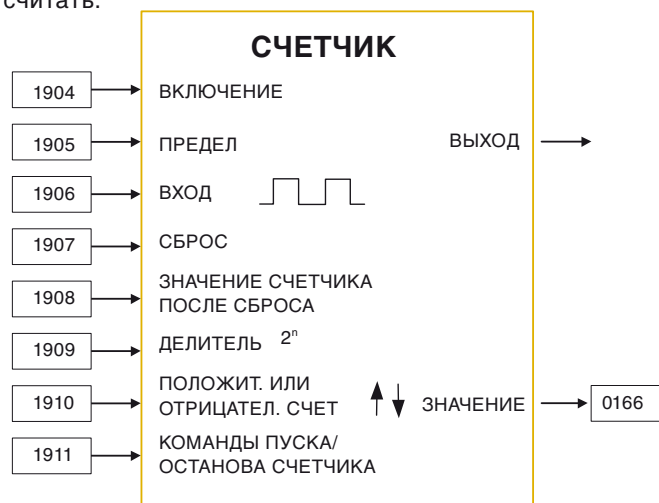 считать.
СЧЕТЧИК
1904 ВКЛЮЧЕНИЕ
1905 ПРЕДЕЛ ВЫХОД
1906 ВХОД
1907 СБРОС
1908 ЗНАЧЕНИЕ СЧЕТЧИКА
ПОСЛЕ СБРОСА
1909 ДЕЛИТЕЛЬ 2ⁿ
1910 ПОЛОЖИТ. ИЛИ
ОТРИЦАТЕЛ. СЧЕТ ЗНАЧЕНИЕ 0166
1911 КОМАНДЫ ПУСКА/
ОСТАНОВА СЧЕТЧИКА